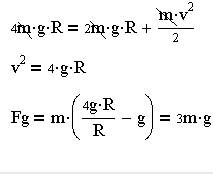 4m·g·R = 2m·g·R + m·v²/2
v² = 4·g·R
Fg = m·(4g·R/R − g) = 3m·g